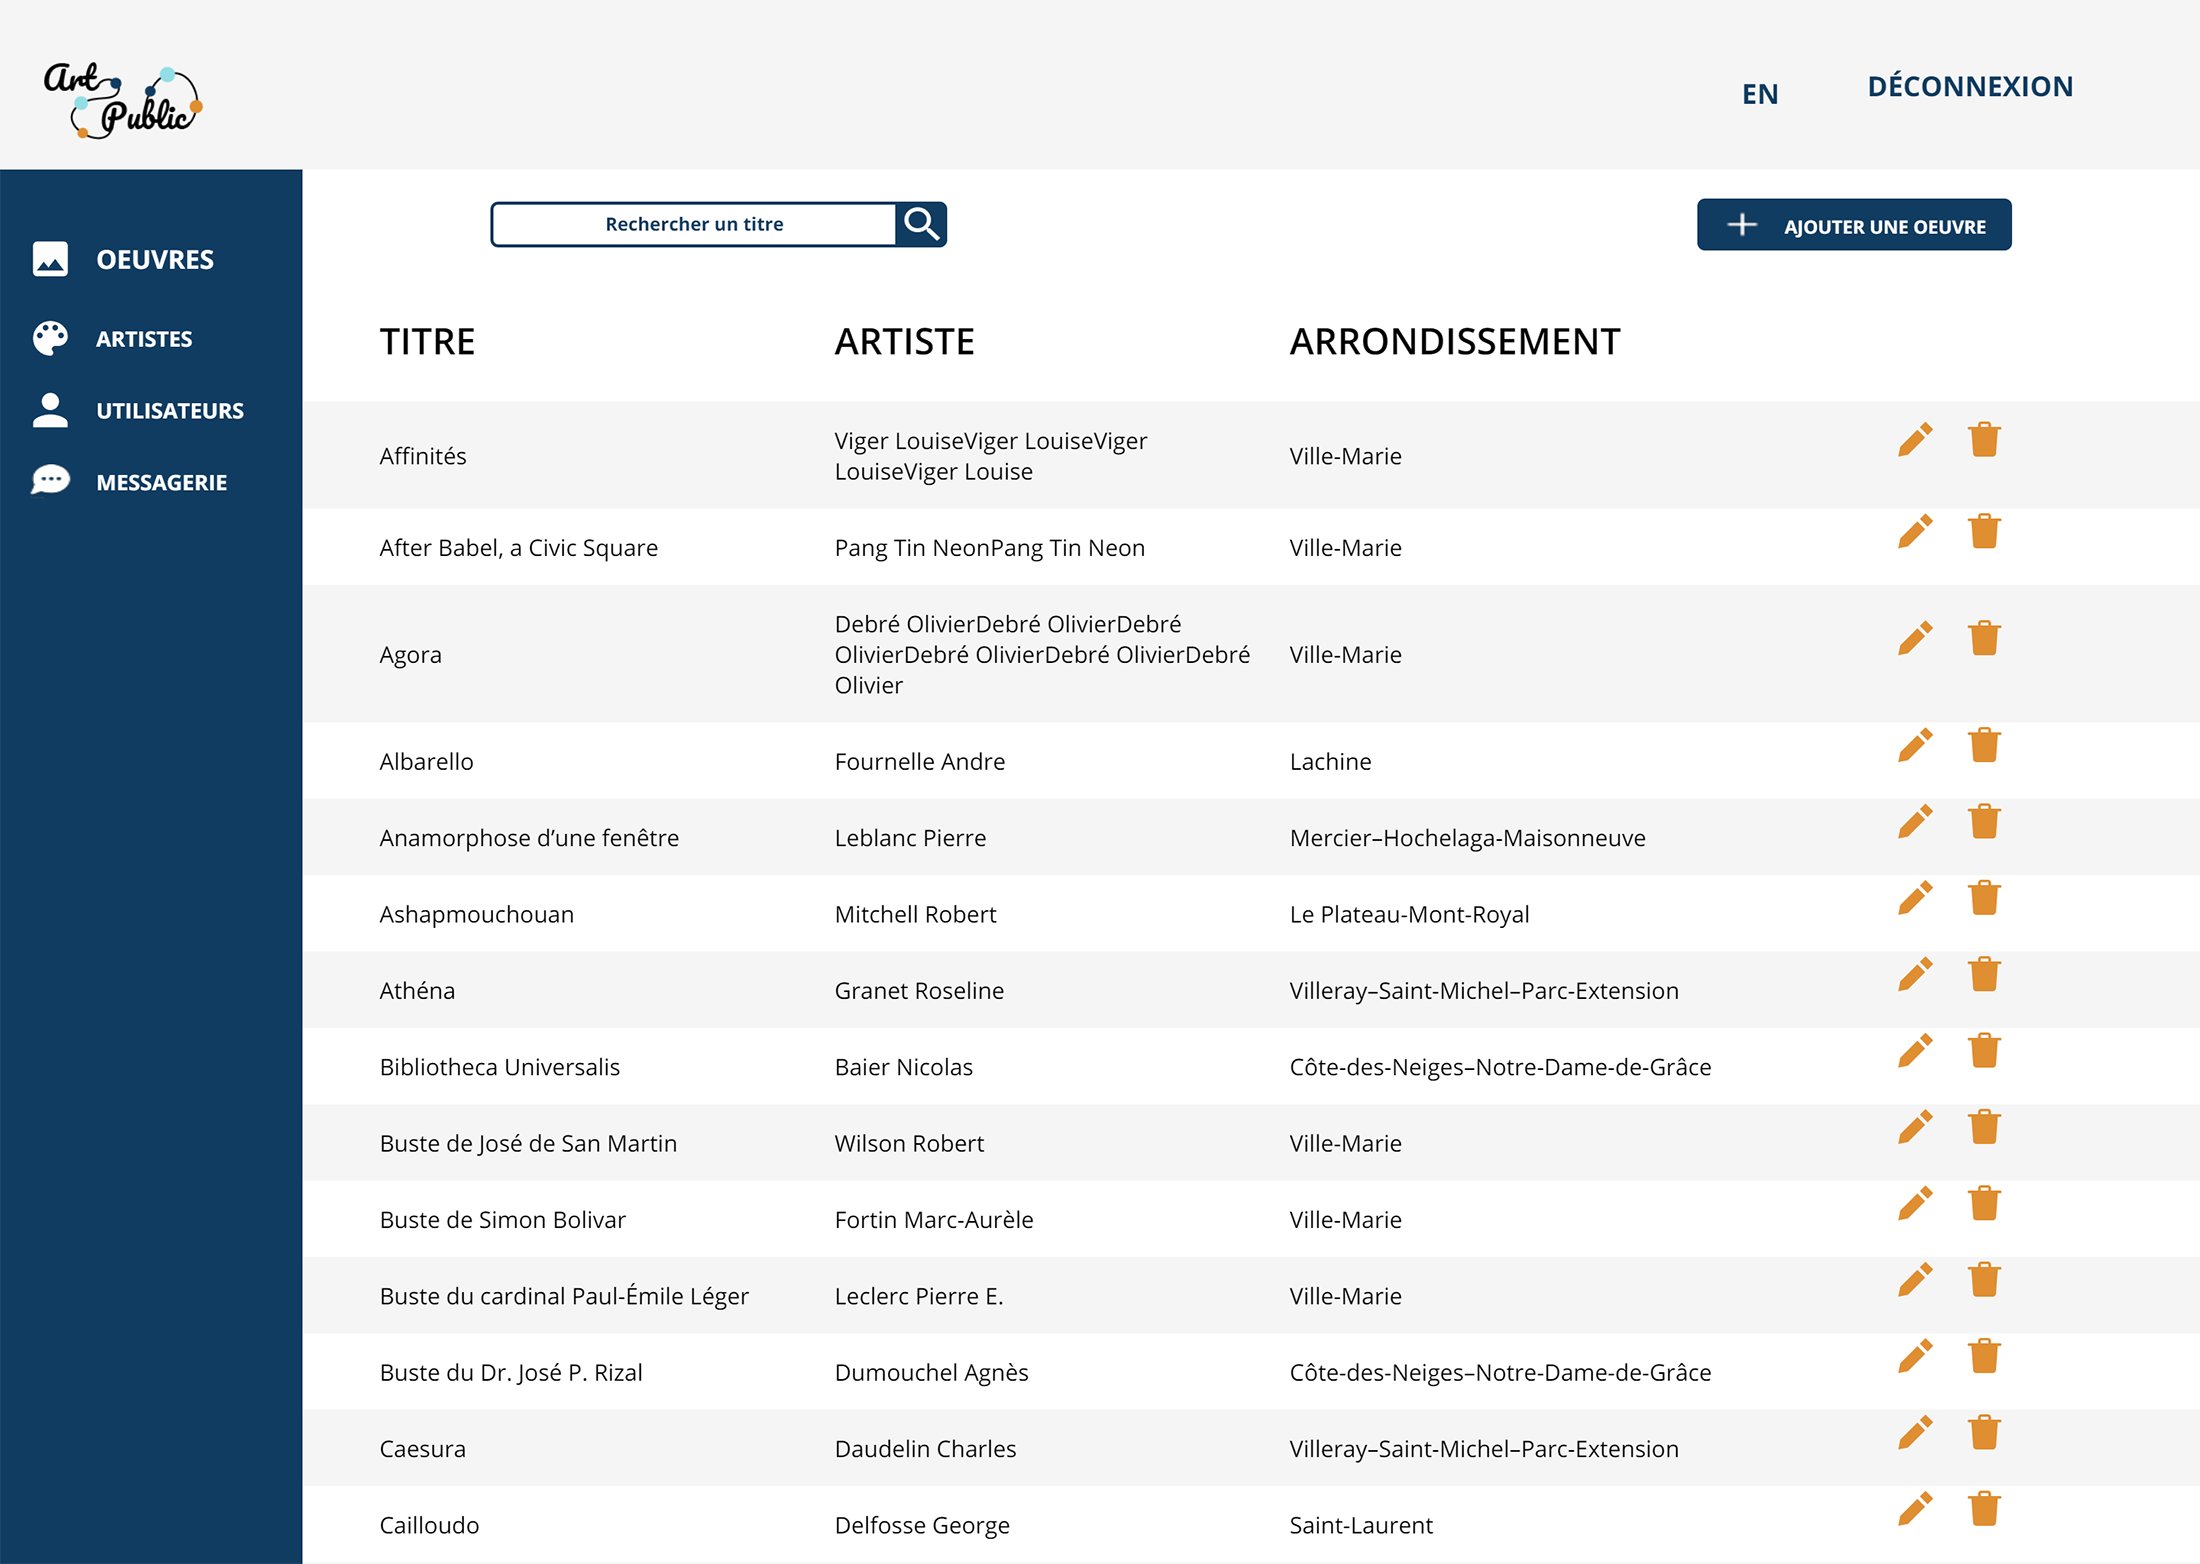 Art
Public
EN
DÉCONNEXION
OEUVRES
ARTISTES
UTILISATEURS
MESSAGERIE
Rechercher un titre
AJOUTER UNE OEUVRE
TITRE ARTISTE ARRONDISSEMENT
Affinités
Viger LouiseViger LouiseViger
LouiseViger Louise
Ville-Marie
After Babel, a Civic Square Pang Tin NeonPang Tin Neon Ville-Marie
Agora
Debré OlivierDebré OlivierDebré
OlivierDebré OlivierDebré OlivierDebré
Olivier
Ville-Marie
Albarello Fournelle Andre Lachine
Anamorphose d’une fenêtre Leblanc Pierre Mercier–Hochelaga-Maisonneuve
Ashapmouchouan Mitchell Robert Le Plateau-Mont-Royal
Athéna Granet Roseline Villeray–Saint-Michel–Parc-Extension
Bibliotheca Universalis Baier Nicolas Côte-des-Neiges–Notre-Dame-de-Grâce
Buste de José de San Martin Wilson Robert Ville-Marie
Buste de Simon Bolivar Fortin Marc-Aurèle Ville-Marie
Buste du cardinal Paul-Émile Léger Leclerc Pierre E. Ville-Marie
Buste du Dr. José P. Rizal Dumouchel Agnès Côte-des-Neiges–Notre-Dame-de-Grâce
Caesura Daudelin Charles Villeray–Saint-Michel–Parc-Extension
Cailloudo Delfosse George Saint-Laurent